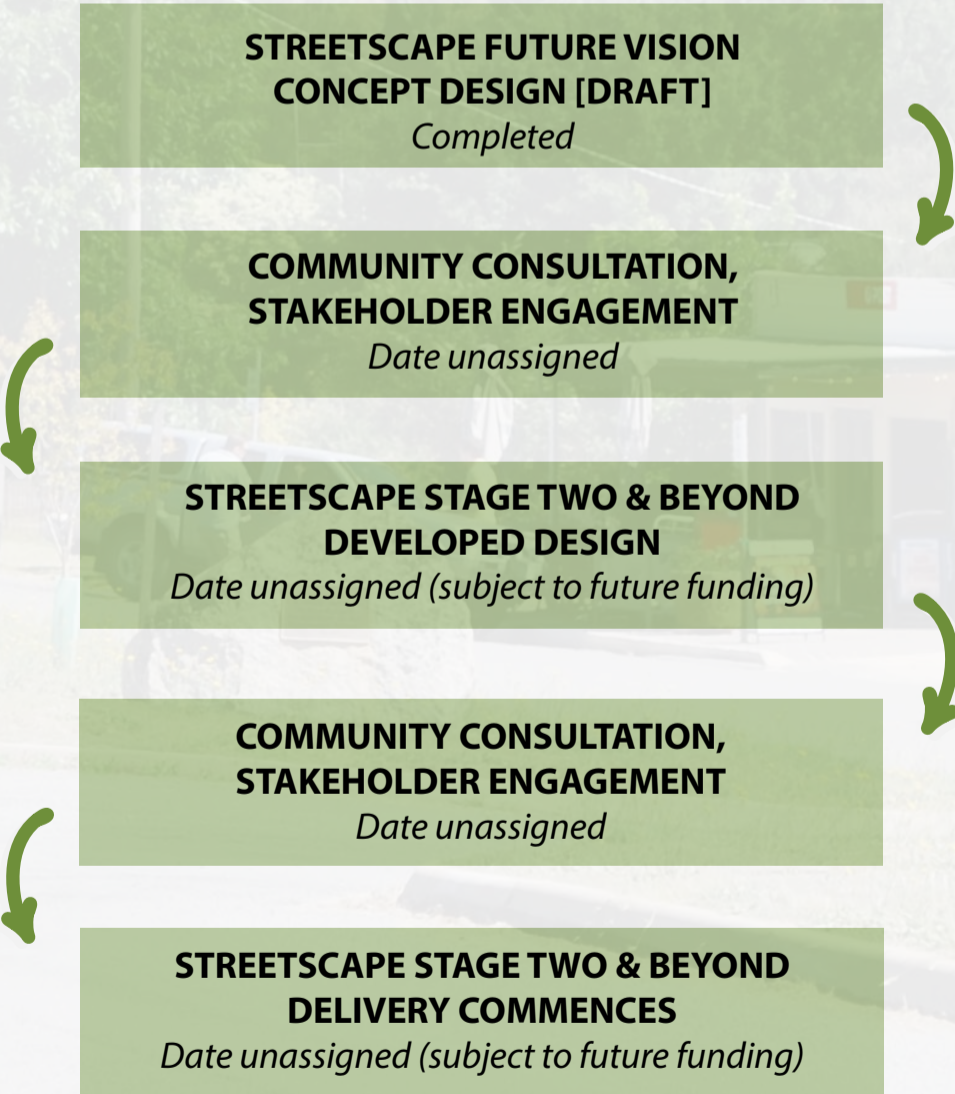 STREETSCAPE FUTURE VISION
CONCEPT DESIGN [DRAFT]
Completed
COMMUNITY CONSULTATION,
STAKEHOLDER ENGAGEMENT
Date unassigned
STREETSCAPE STAGE TWO & BEYOND
DEVELOPED DESIGN
Date unassigned (subject to future funding)
COMMUNITY CONSULTATION,
STAKEHOLDER ENGAGEMENT
Date unassigned
STREETSCAPE STAGE TWO & BEYOND
DELIVERY COMMENCES
Date unassigned (subject to future funding)